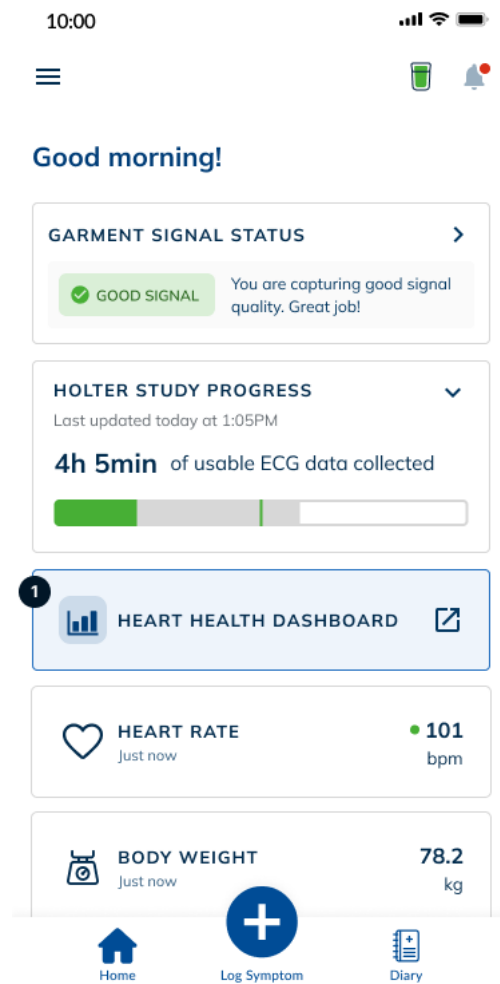 10:00
Good morning!
GARMENT SIGNAL STATUS
GOOD SIGNAL
You are capturing good signal
quality. Great job!
HOLTER STUDY PROGRESS
Last updated today at 1:05PM
4h 5min of usable ECG data collected
1
HEART HEALTH DASHBOARD
HEART RATE
Just now
101
bpm
BODY WEIGHT
Just now
78.2
kg
Home
Log Symptom
Diary